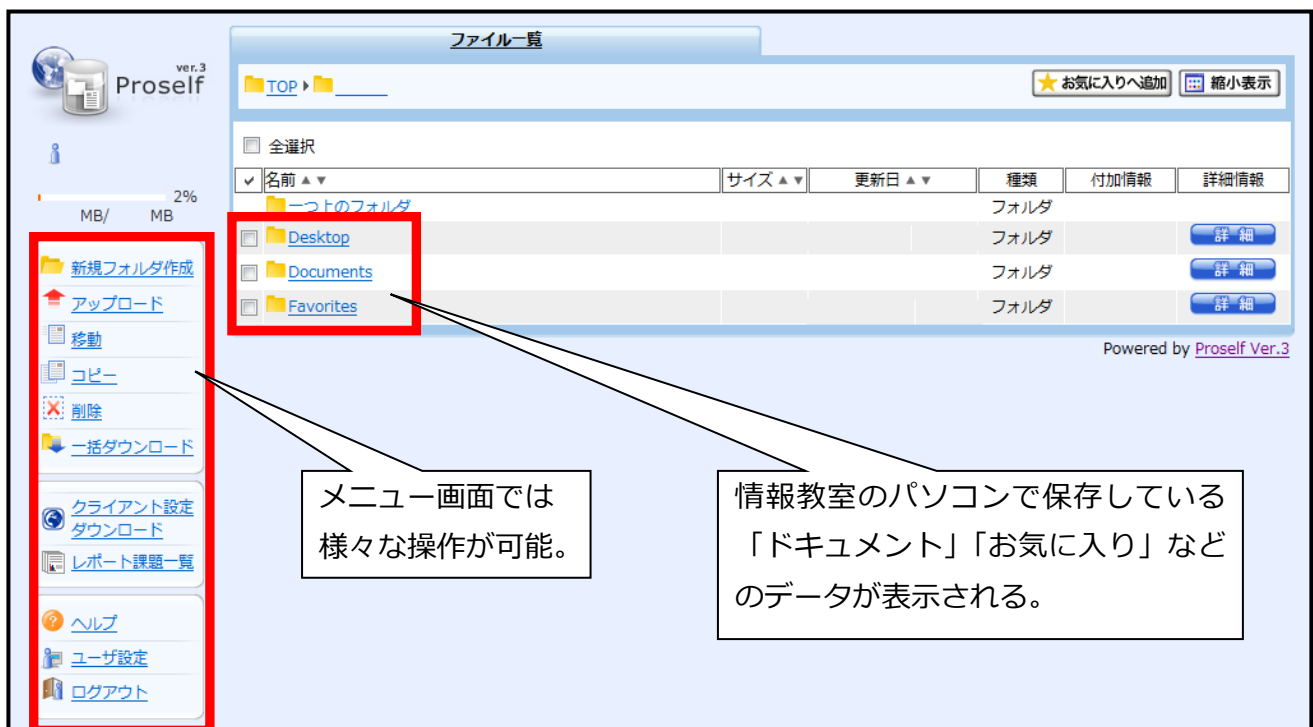 ファイル一覧
ver.3
Proself
TOP
お気に入りへ追加 縮小表示
全選択
名前 ▲▼ サイズ ▲▼ 更新日 ▲▼ 種類 付加情報 詳細情報
一つ上のフォルダ フォルダ
Desktop フォルダ 詳 細
Documents フォルダ 詳 細
Favorites フォルダ 詳 細
Powered by Proself Ver.3
2%
MB/ MB
新規フォルダ作成
アップロード
移動
コピー
削除
一括ダウンロード
クライアント設定
ダウンロード
レポート課題一覧
ヘルプ
ユーザ設定
ログアウト
メニュー画面では
様々な操作が可能。
情報教室のパソコンで保存している
「ドキュメント」「お気に入り」など
のデータが表示される。